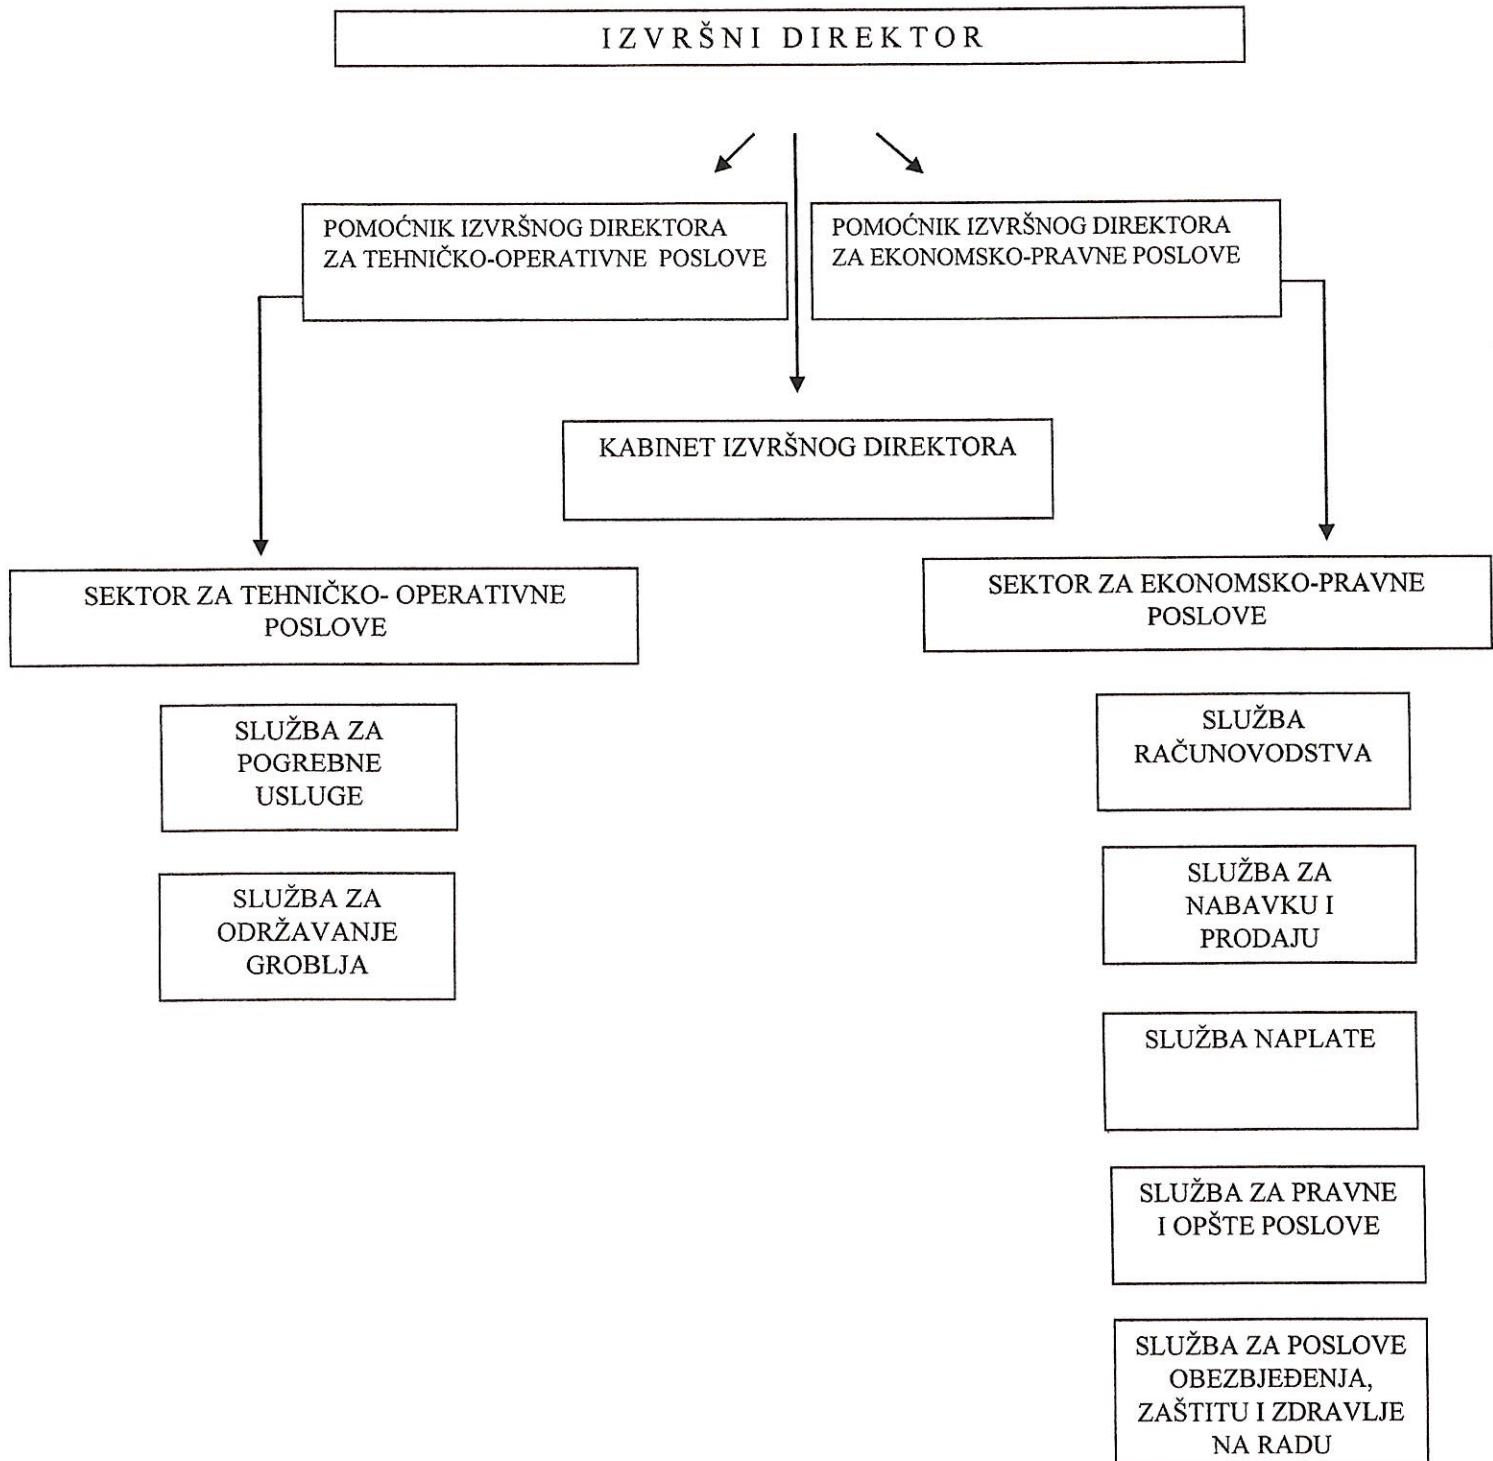 IZVRŠNI DIREKTOR
POMOĆNIK IZVRŠNOG DIREKTORA
ZA TEHNIČKO-OPERATIVNE POSLOVE
POMOĆNIK IZVRŠNOG DIREKTORA
ZA EKONOMSKO-PRAVNE POSLOVE
KABINET IZVRŠNOG DIREKTORA
SEKTOR ZA TEHNIČKO- OPERATIVNE
POSLOVE
SLUŽBA ZA
POGREBNE
USLUGE
SLUŽBA ZA
ODRŽAVANJE
GROBLJA
SEKTOR ZA EKONOMSKO-PRAVNE
POSLOVE
SLUŽBA
RAČUNOVODSTVA
SLUŽBA ZA
NABAVKU I
PRODAJU
SLUŽBA NAPLATE
SLUŽBA ZA PRAVNE
I OPŠTE POSLOVE
SLUŽBA ZA POSLOVE
OBEZBJEĐENJA,
ZAŠTITU I ZDRAVLJE
NA RADU